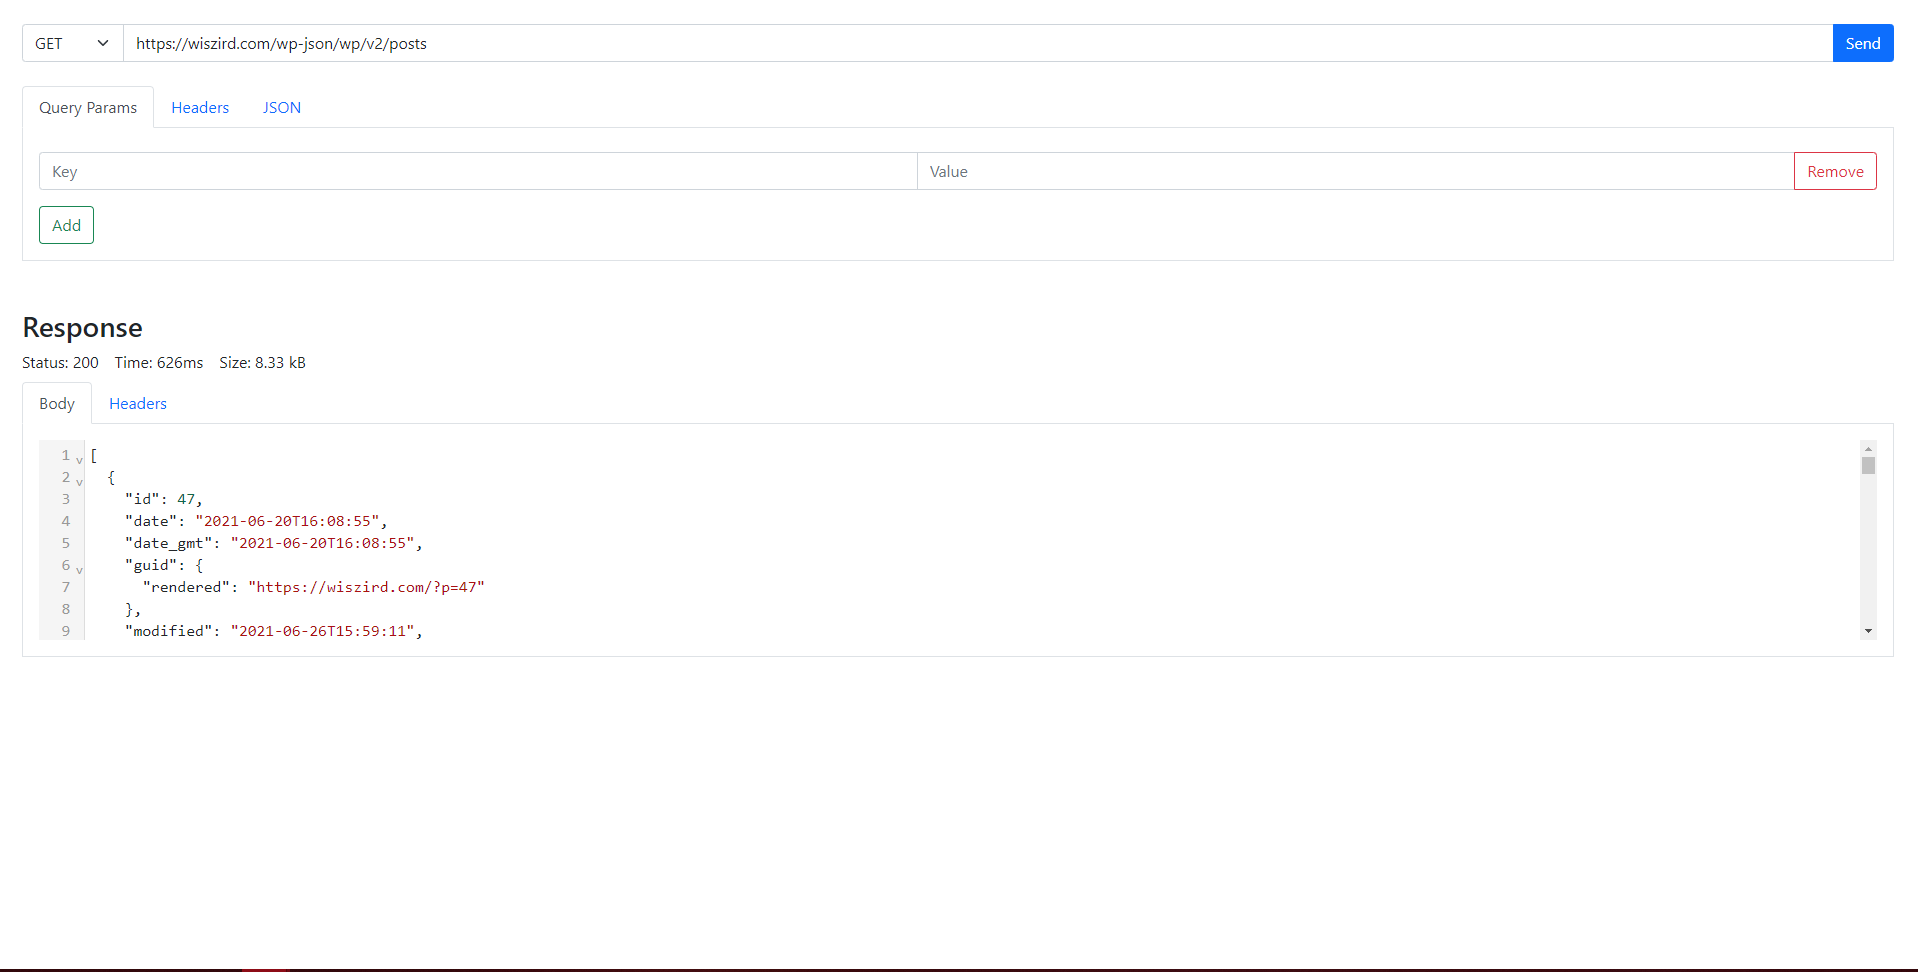 GET https://wiszird.com/wp-json/wp/v2/posts Send
Query Params Headers JSON
Key Value Remove
Add
Response
Status: 200 Time: 626ms Size: 8.33 kB
Body Headers
1 [
2 {
3 "id": 47,
4 "date": "2021-06-20T16:08:55",
5 "date_gmt": "2021-06-20T16:08:55",
6 "guid": {
7 "rendered": "https://wiszird.com/?p=47"
8 },
9 "modified": "2021-06-26T15:59:11",